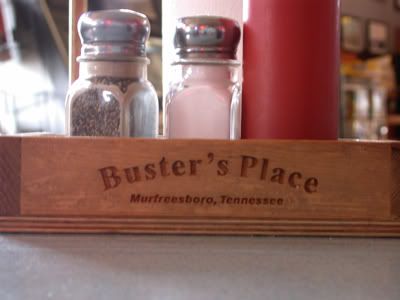 Buster's Place
Murfreesboro, Tennessee